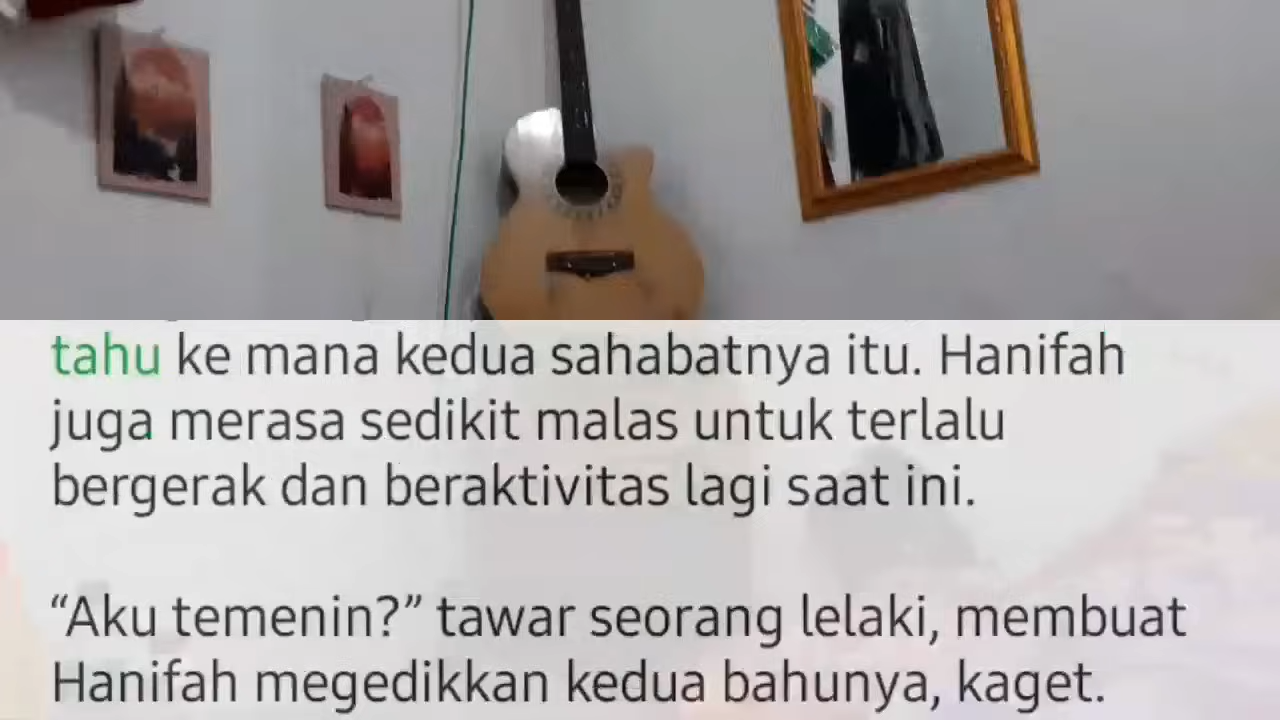 tahu ke mana kedua sahabatnya itu. Hanifah
juga merasa sedikit malas untuk terlalu
bergerak dan beraktivitas lagi saat ini.
“Aku temenin?” tawar seorang lelaki, membuat
Hanifah megedikkan kedua bahunya, kaget.